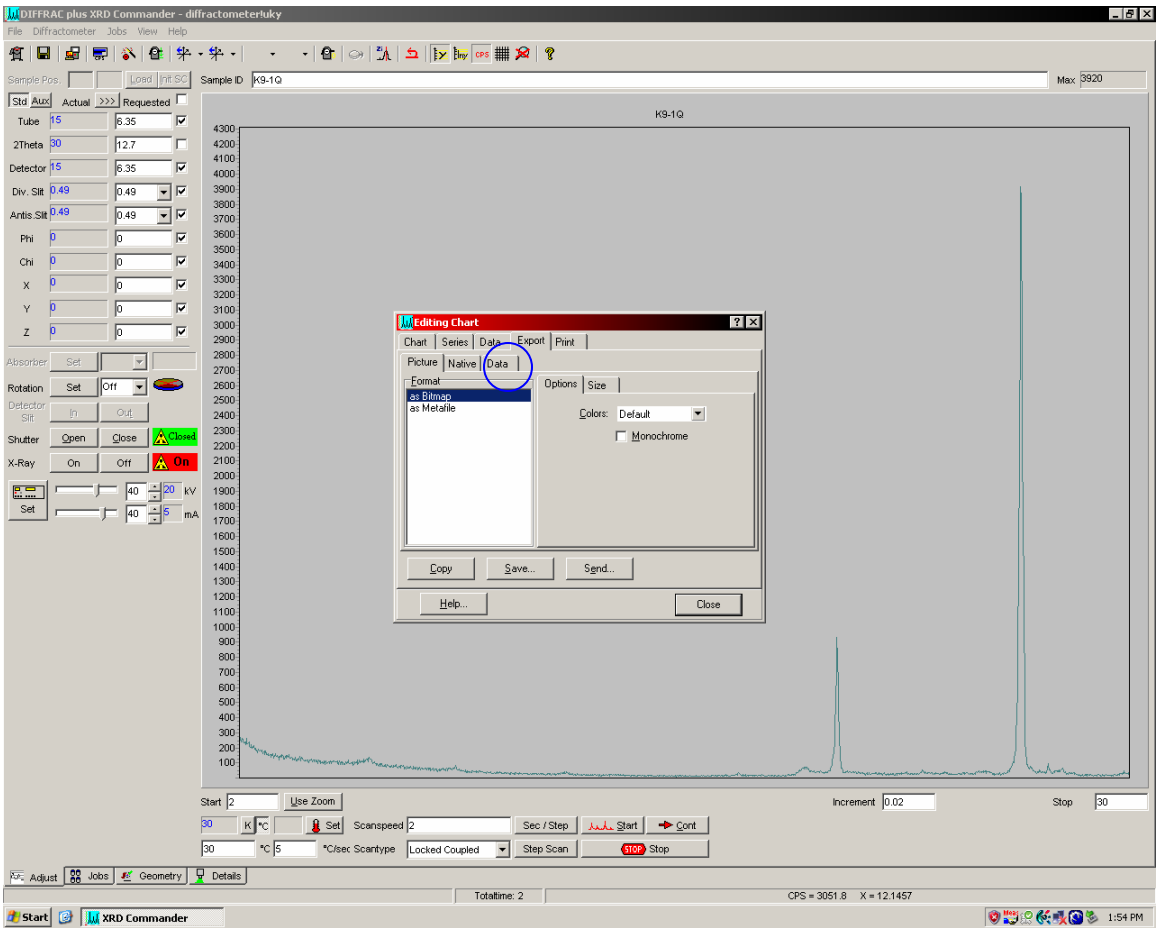 DIFFRAC plus XRD Commander - diffractometer!uky
File Diffractometer Jobs View Help
CPS
Sample Pos. Load Init SC Sample ID K9-1Q Max 3920
Std Aux Actual >>> Requested
K9-1Q
Tube 15 6.35
2Theta 30 12.7
Detector 15 6.35
Div. Slit 0.49 0.49
Antis.Slit 0.49 0.49
Phi 0 0
Chi 0 0
X 0 0
Y 0 0
Z 0 0
Absorber Set
Rotation Set Off
Detector Slit In Out
Shutter Open Close Closed
X-Ray On Off On
40 20 kV
Set 40 5 mA
4300
4200
4100
4000
3900
3800
3700
3600
3500
3400
3300
3200
3100
3000
2900
2800
2700
2600
2500
2400
2300
2200
2100
2000
1900
1800
1700
1600
1500
1400
1300
1200
1100
1000
900
800
700
600
500
400
300
200
100
Editing Chart
Chart Series Data Export Print
Picture Native Data
Format
as Bitmap
as Metafile
Options Size
Colors: Default
Monochrome
Copy Save... Send...
Help... Close
Start 2 Use Zoom Increment 0.02 Stop 30
30 K °C Set Scanspeed 2 Sec / Step Start Cont
30 °C 5 °C/sec Scantype Locked Coupled Step Scan STOP Stop
Adjust Jobs Geometry Details
Totaltime: 2 CPS = 3051.8 X = 12.1457
Start XRD Commander 1:54 PM